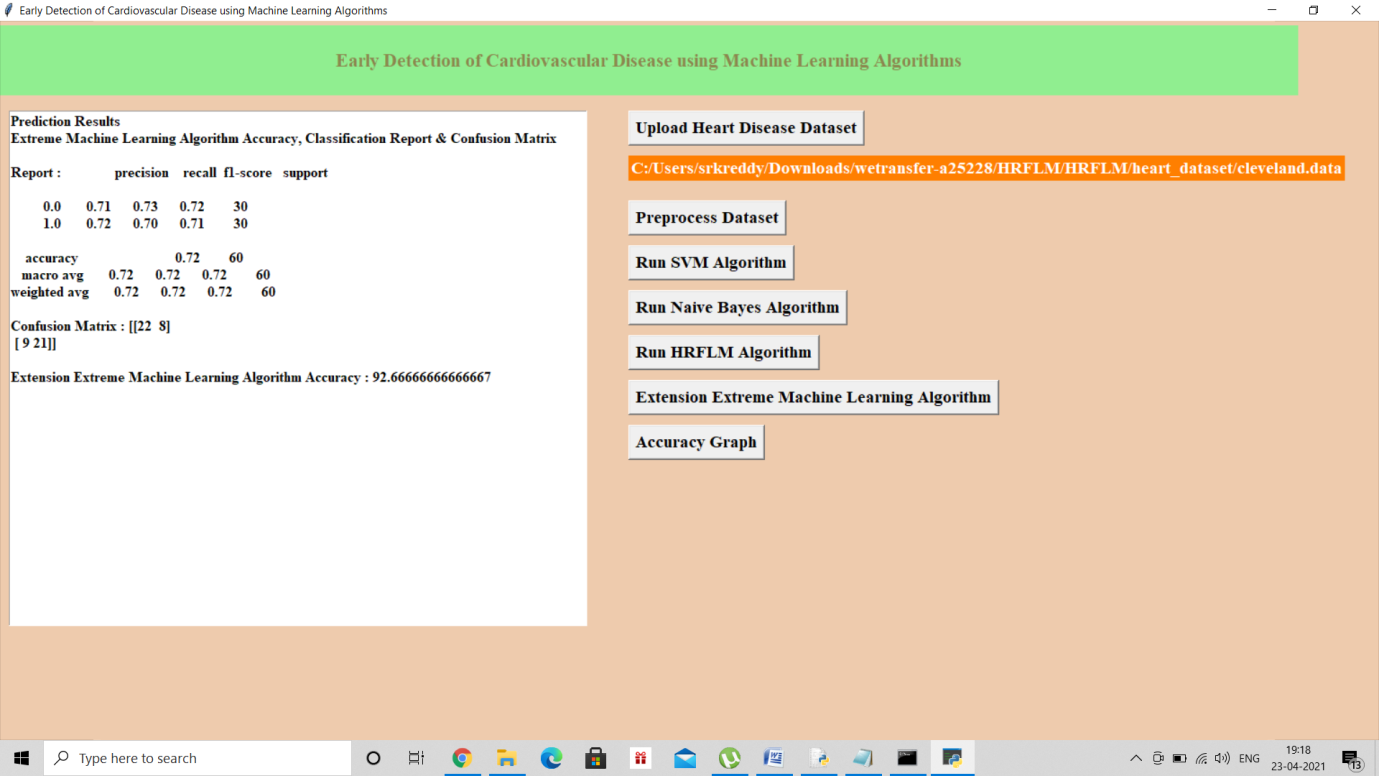 Early Detection of Cardiovascular Disease using Machine Learning Algorithms
Early Detection of Cardiovascular Disease using Machine Learning Algorithms
Prediction Results
Extreme Machine Learning Algorithm Accuracy, Classification Report & Confusion Matrix
Report : precision recall f1-score support
0.0 0.71 0.73 0.72 30
1.0 0.72 0.70 0.71 30
accuracy 0.72 60
macro avg 0.72 0.72 0.72 60
weighted avg 0.72 0.72 0.72 60
Confusion Matrix : [[22 8]
[ 9 21]]
Extension Extreme Machine Learning Algorithm Accuracy : 92.66666666666667
Upload Heart Disease Dataset
C:/Users/srkreddy/Downloads/wetransfer-a25228/HRFLM/HRFLM/heart_dataset/cleveland.data
Preprocess Dataset
Run SVM Algorithm
Run Naive Bayes Algorithm
Run HRFLM Algorithm
Extension Extreme Machine Learning Algorithm
Accuracy Graph
Type here to search
ENG
19:18
23-04-2021
13